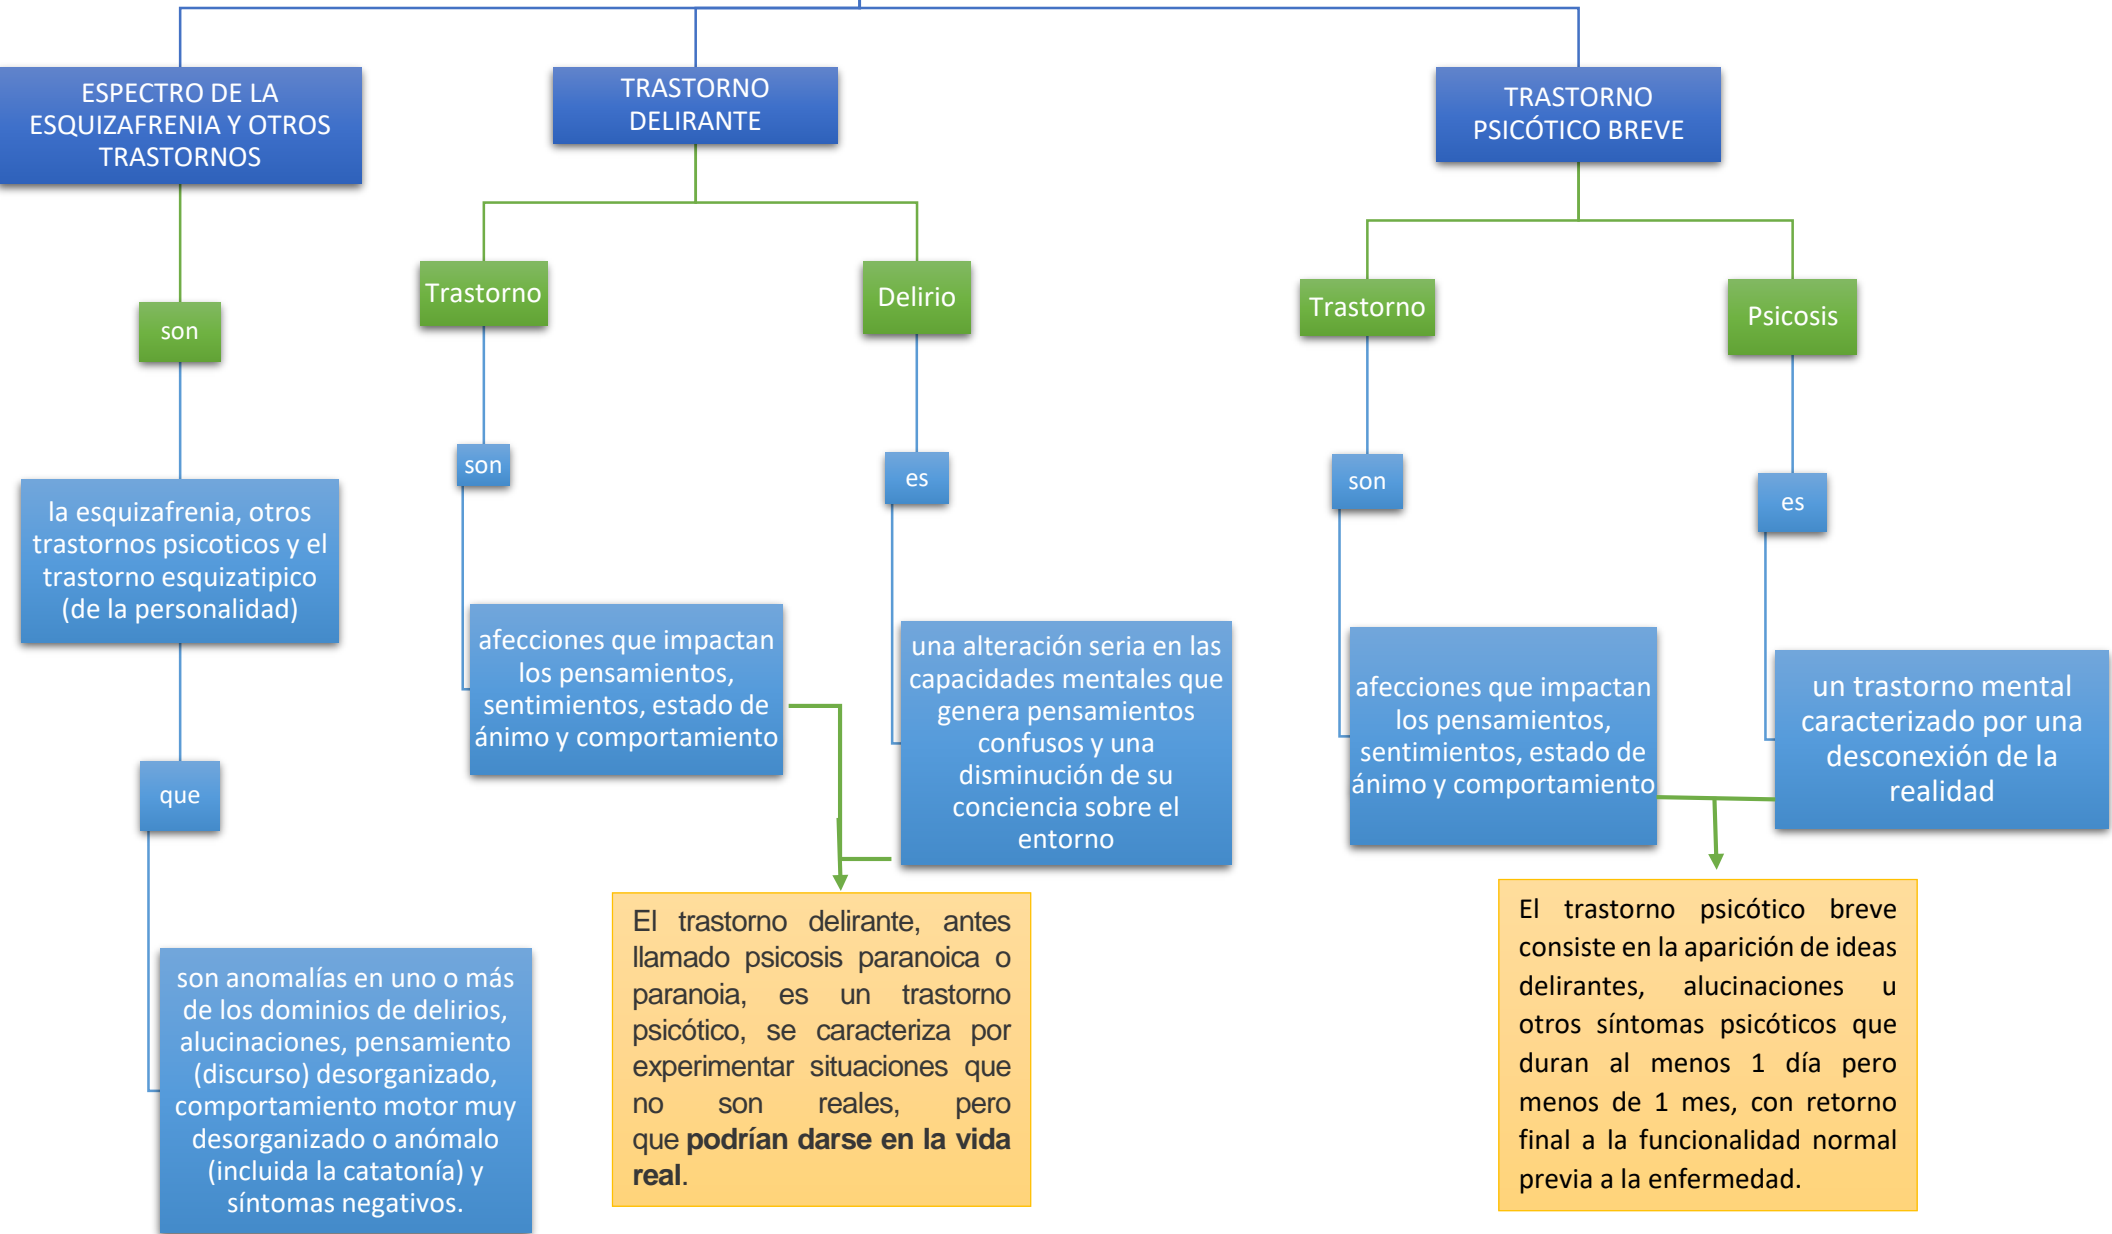 ESPECTRO DE LA
ESQUIZAFRENIA Y OTROS
TRASTORNOS
son
la esquizafrenia, otros
trastornos psicoticos y el
trastorno esquizatipico
(de la personalidad)
que
son anomalías en uno o más
de los dominios de delirios,
alucinaciones, pensamiento
(discurso) desorganizado,
comportamiento motor muy
desorganizado o anómalo
(incluida la catatonía) y
síntomas negativos.
TRASTORNO
DELIRANTE
Trastorno
son
afecciones que impactan
los pensamientos,
sentimientos, estado de
ánimo y comportamiento
Delirio
es
una alteración seria en las
capacidades mentales que
genera pensamientos
confusos y una
disminución de su
conciencia sobre el
entorno
El trastorno delirante, antes
llamado psicosis paranoica o
paranoia, es un trastorno
psicótico, se caracteriza por
experimentar situaciones que
no son reales, pero
que podrían darse en la vida
real.
TRASTORNO
PSICÓTICO BREVE
Trastorno
son
afecciones que impactan
los pensamientos,
sentimientos, estado de
ánimo y comportamiento
Psicosis
es
un trastorno mental
caracterizado por una
desconexión de la
realidad
El trastorno psicótico breve
consiste en la aparición de ideas
delirantes, alucinaciones u
otros síntomas psicóticos que
duran al menos 1 día pero
menos de 1 mes, con retorno
final a la funcionalidad normal
previa a la enfermedad.